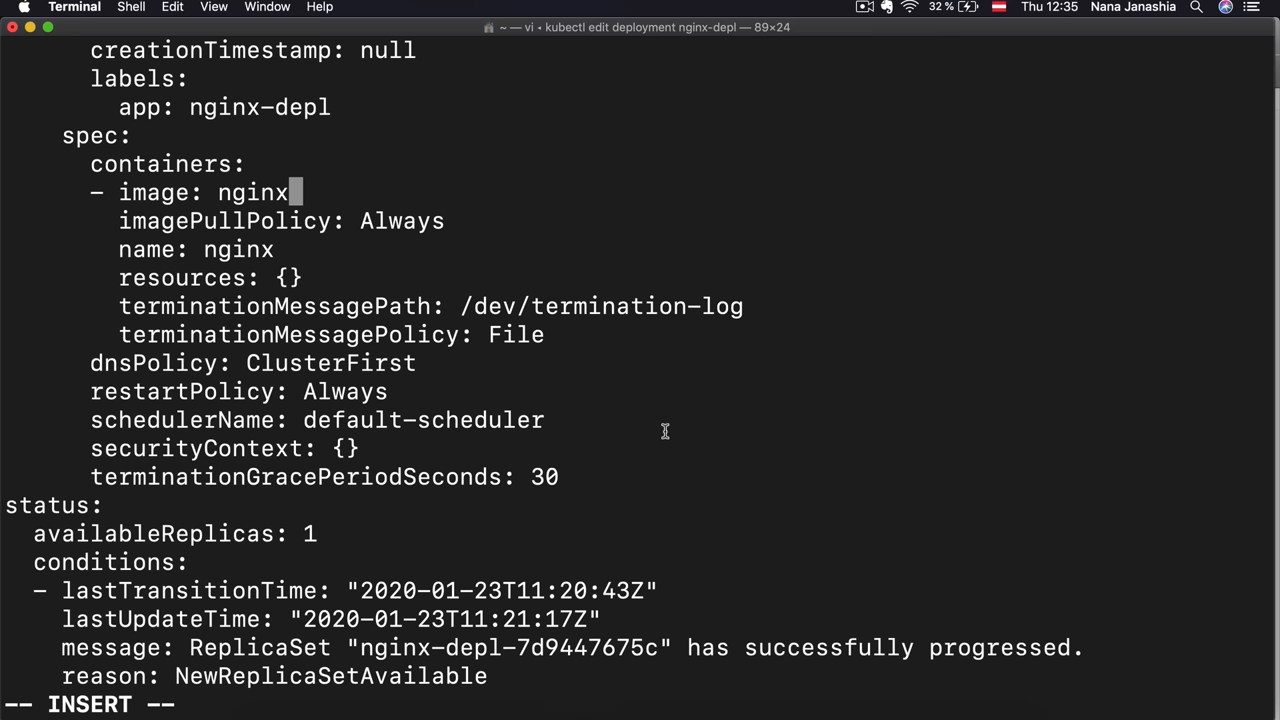 Terminal Shell Edit View Window Help 32 % Thu 12:35 Nana Janashia
~ — vi • kubectl edit deployment nginx-depl — 89×24
creationTimestamp: null
labels:
app: nginx-depl
spec:
containers:
- image: nginx
imagePullPolicy: Always
name: nginx
resources: {}
terminationMessagePath: /dev/termination-log
terminationMessagePolicy: File
dnsPolicy: ClusterFirst
restartPolicy: Always
schedulerName: default-scheduler
securityContext: {}
terminationGracePeriodSeconds: 30
status:
availableReplicas: 1
conditions:
- lastTransitionTime: "2020-01-23T11:20:43Z"
lastUpdateTime: "2020-01-23T11:21:17Z"
message: ReplicaSet "nginx-depl-7d9447675c" has successfully progressed.
reason: NewReplicaSetAvailable
-- INSERT --